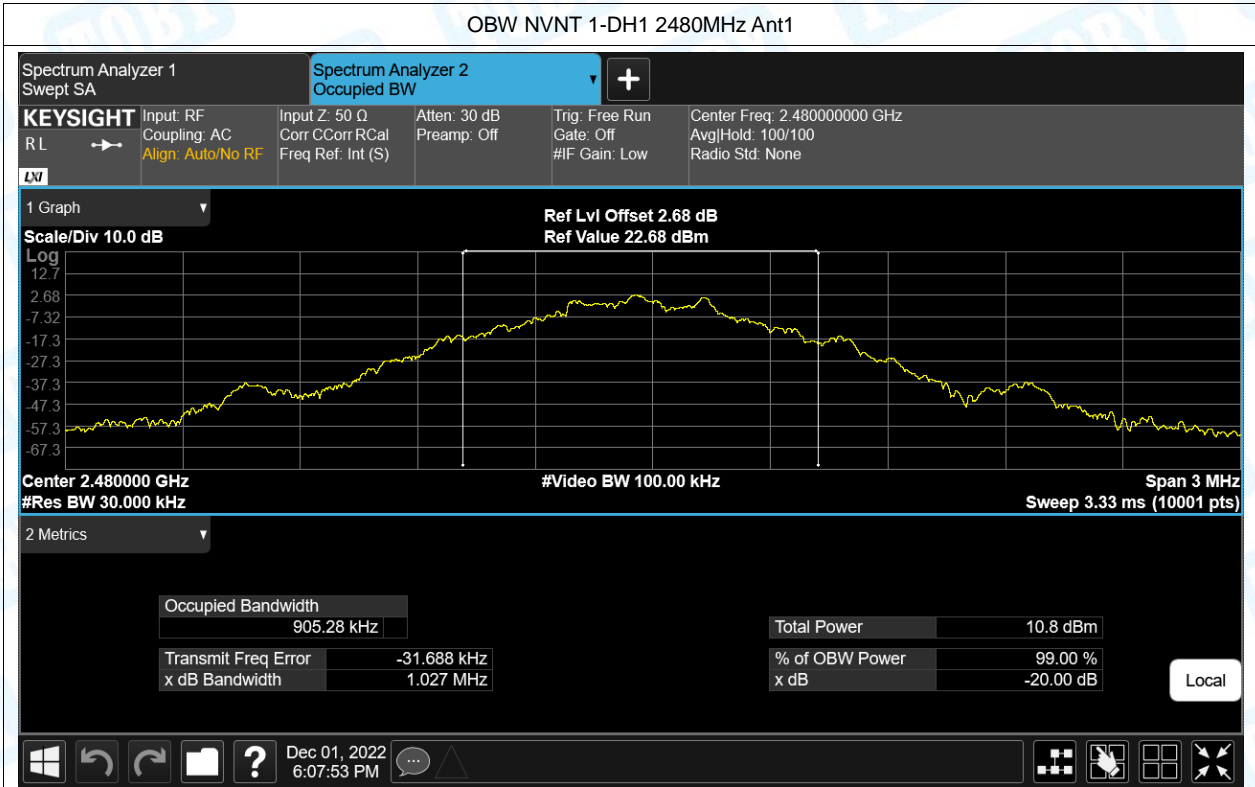 OBW NVNT 1-DH1 2480MHz Ant1
Spectrum Analyzer 1
Swept SA
Spectrum Analyzer 2
Occupied BW
KEYSIGHT
R L
LXI
Input: RF
Coupling: AC
Align: Auto/No RF
Input Z: 50 Ω
Corr CCorr RCal
Freq Ref: Int (S)
Atten: 30 dB
Preamp: Off
Trig: Free Run
Gate: Off
#IF Gain: Low
Center Freq: 2.480000000 GHz
Avg|Hold: 100/100
Radio Std: None
1 Graph
Scale/Div 10.0 dB
Ref Lvl Offset 2.68 dB
Ref Value 22.68 dBm
Log
12.7
2.68
-7.32
-17.3
-27.3
-37.3
-47.3
-57.3
-67.3
Center 2.480000 GHz
#Video BW 100.00 kHz
Span 3 MHz
#Res BW 30.000 kHz
Sweep 3.33 ms (10001 pts)
2 Metrics
Occupied Bandwidth
905.28 kHz
Transmit Freq Error -31.688 kHz
x dB Bandwidth 1.027 MHz
Total Power 10.8 dBm
% of OBW Power 99.00 %
x dB -20.00 dB
Local
Dec 01, 2022
6:07:53 PM